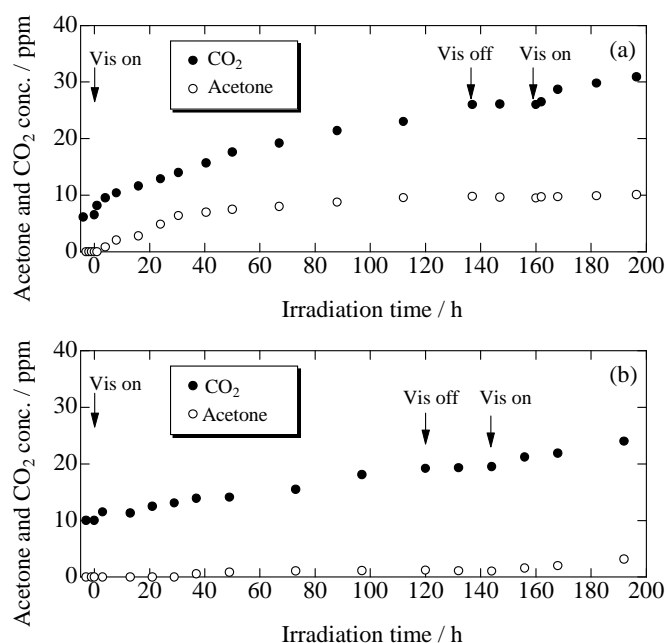 40
Vis on
CO₂
Acetone
Vis off
Vis on
(a)
30
20
10
0
0 20 40 60 80 100 120 140 160 180 200
Irradiation time / h
Acetone and CO₂ conc. / ppm
40
Vis on
CO₂
Acetone
Vis off
Vis on
(b)
30
20
10
0
0 20 40 60 80 100 120 140 160 180 200
Irradiation time / h
Acetone and CO₂ conc. / ppm